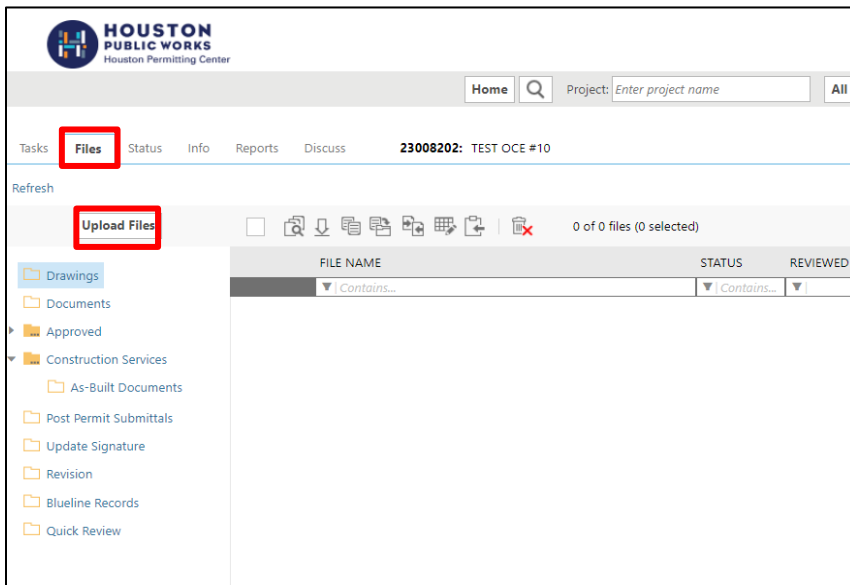 HOUSTON
PUBLIC WORKS
Houston Permitting Center
Home Project: Enter project name All
Tasks Files Status Info Reports Discuss 23008202: TEST OCE #10
Refresh
Upload Files 0 of 0 files (0 selected)
FILE NAME STATUS REVIEWED
Contains... Contains...
Drawings
Documents
Approved
Construction Services
As-Built Documents
Post Permit Submittals
Update Signature
Revision
Blueline Records
Quick Review